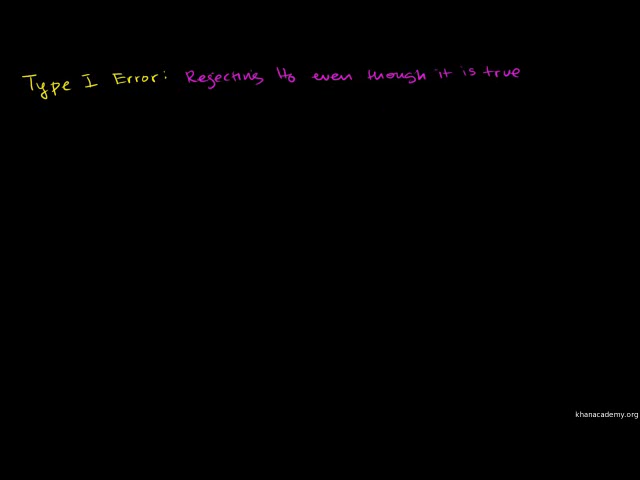 Type I Error: Rejecting H₀ even though it is true
khanacademy.org